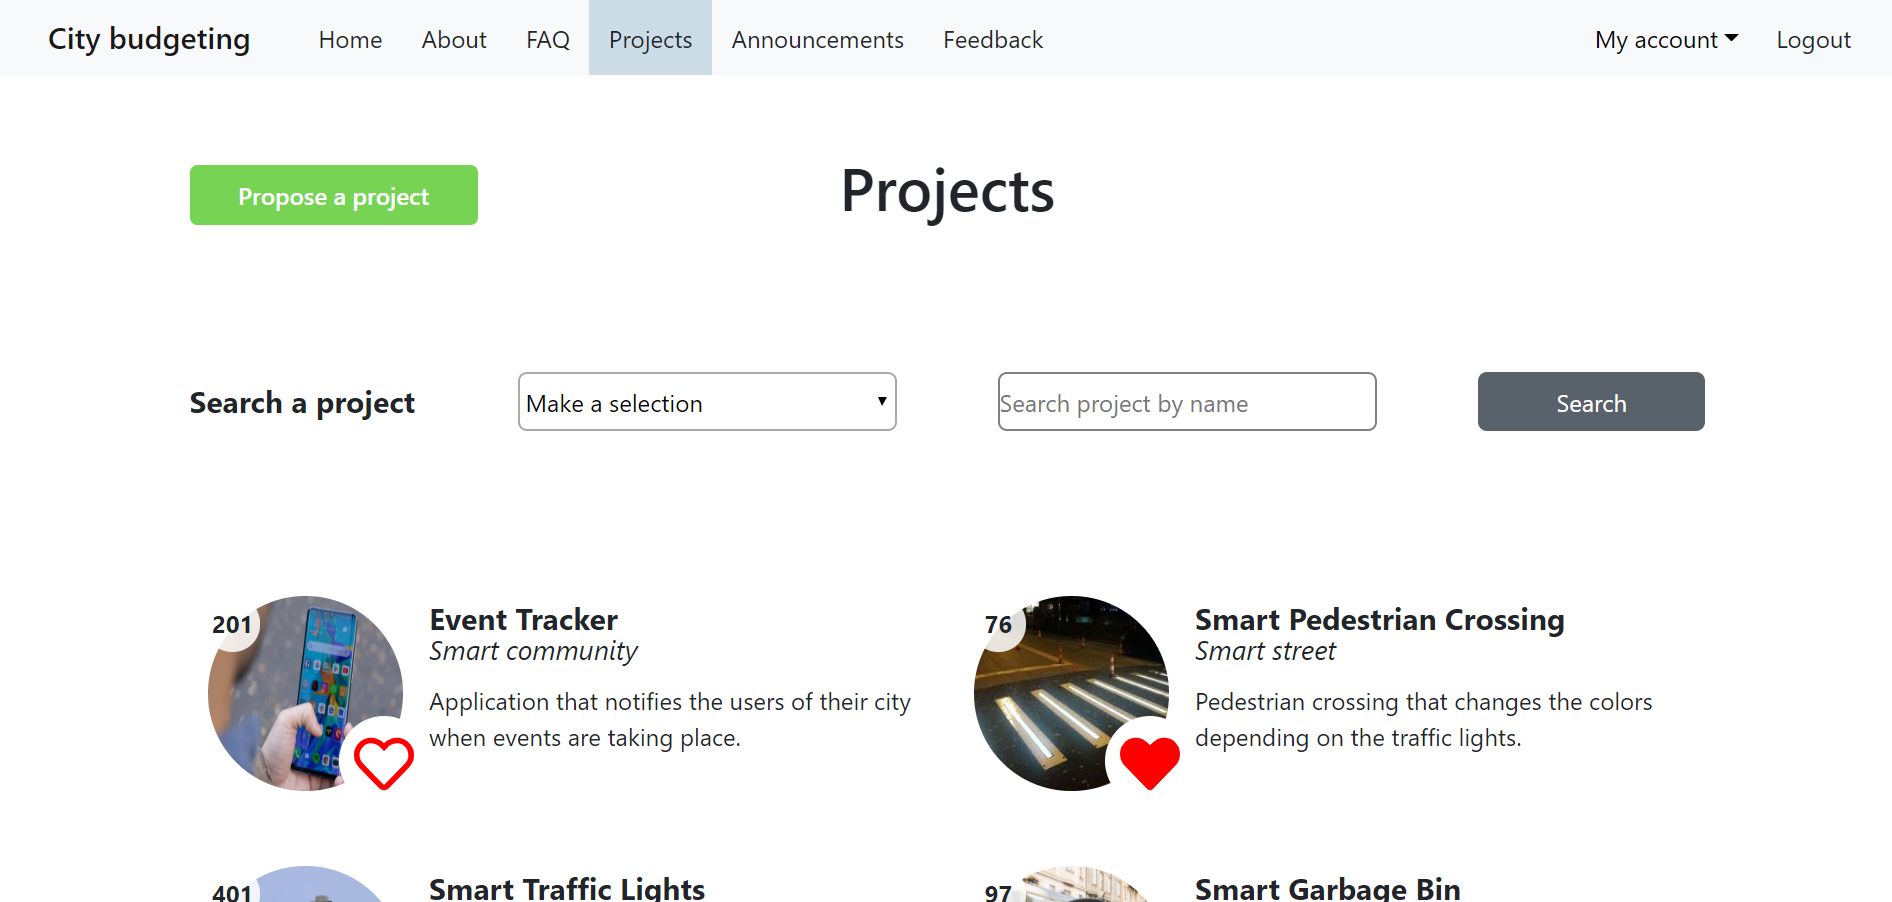 City budgeting Home About FAQ Projects Announcements Feedback My account Logout
Propose a project
Projects
Search a project Make a selection Search project by name Search
201
Event Tracker
Smart community
Application that notifies the users of their city
when events are taking place.
76
Smart Pedestrian Crossing
Smart street
Pedestrian crossing that changes the colors
depending on the traffic lights.
401
Smart Traffic Lights
97
Smart Garbage Bin